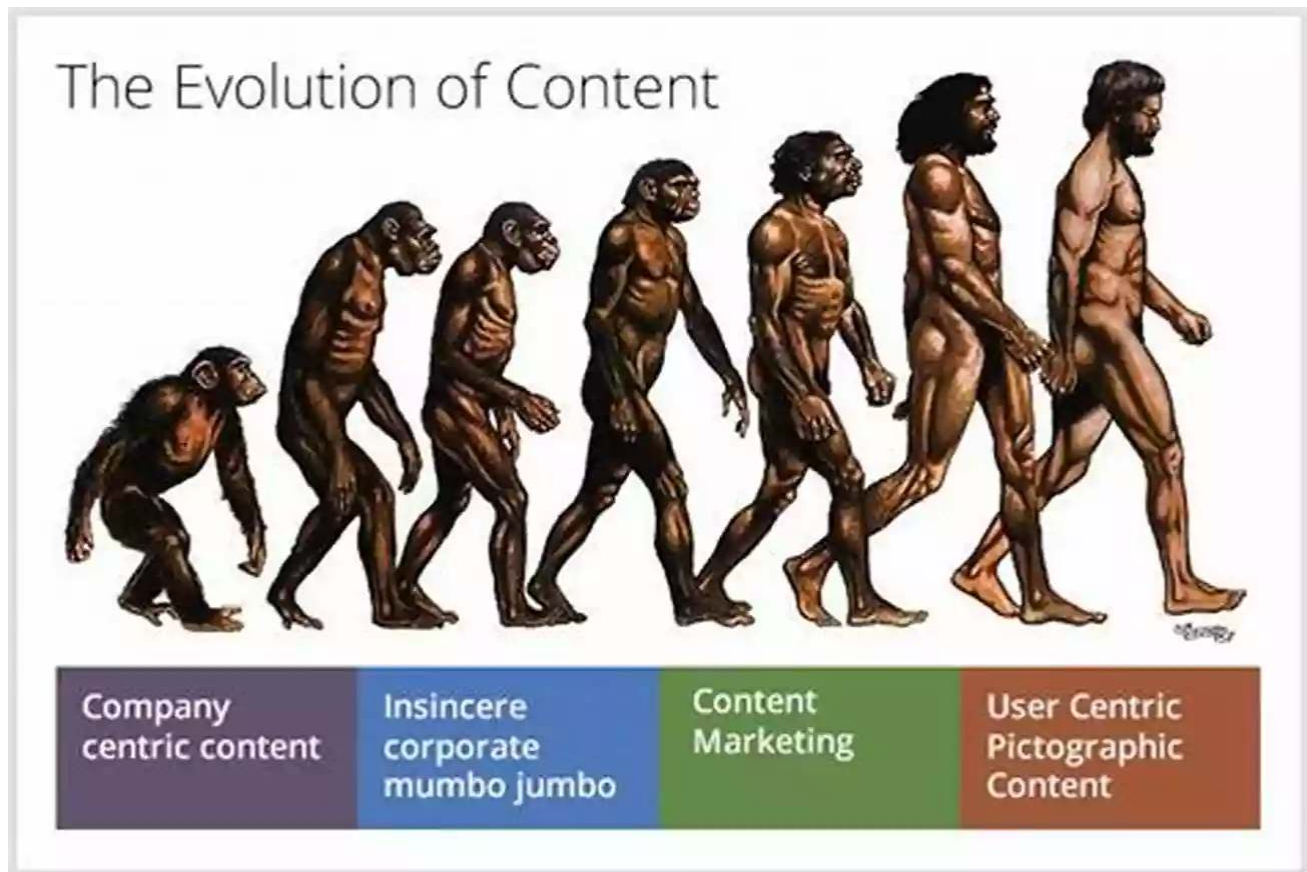 The Evolution of Content
Company
centric content
Insincere
corporate
mumbo jumbo
Content
Marketing
User Centric
Pictographic
Content